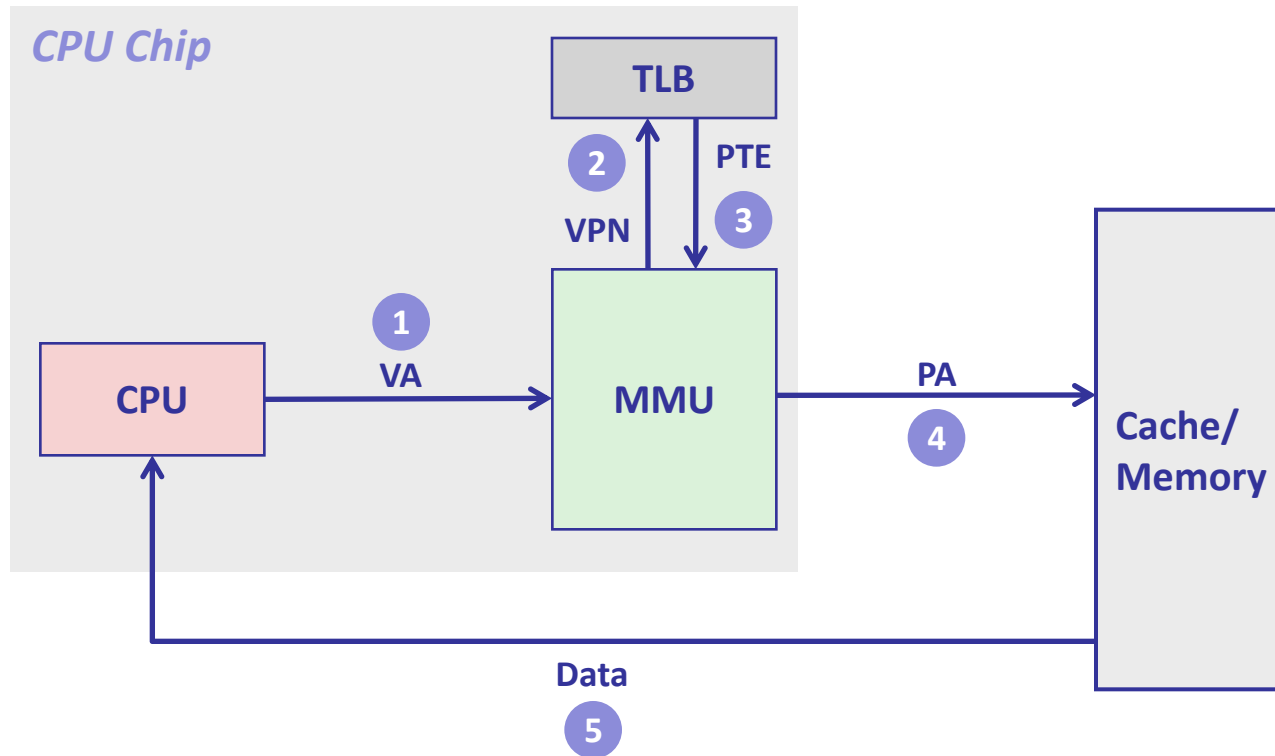 CPU Chip
TLB
2
PTE
3
VPN
1
VA
CPU
MMU
PA
4
Cache/
Memory
Data
5